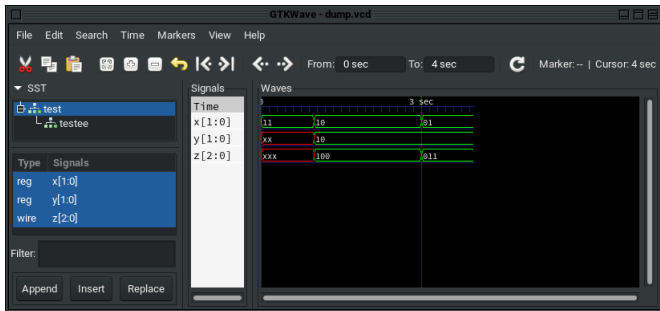 GTKWave - dump.vcd
File Edit Search Time Markers View Help
From: 0 sec To: 4 sec Marker: -- | Cursor: 4 sec
SST
test
testee
Type Signals
reg x[1:0]
reg y[1:0]
wire z[2:0]
Filter:
Append Insert Replace
Signals
Time
x[1:0]
y[1:0]
z[2:0]
Waves
3 sec
11 10 01
xx 10
xxx 100 011